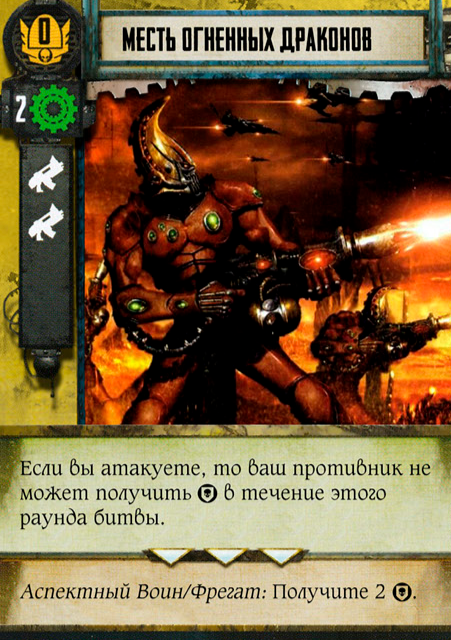 0
МЕСТЬ ОГНЕННЫХ ДРАКОНОВ
2
Если вы атакуете, то ваш противник не
может получить в течение этого
раунда битвы.
Аспектный Воин/Фрегат: Получите 2 .